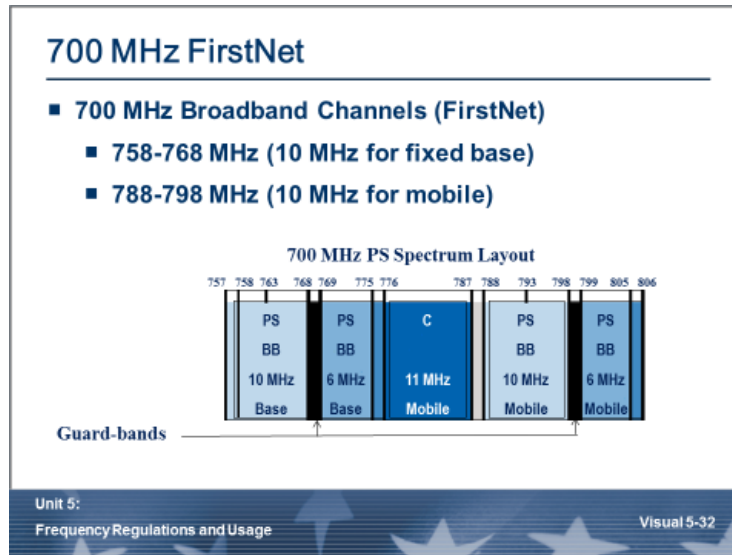 700 MHz FirstNet
■ 700 MHz Broadband Channels (FirstNet)
■ 758-768 MHz (10 MHz for fixed base)
■ 788-798 MHz (10 MHz for mobile)
700 MHz PS Spectrum Layout
757 758 763 768 769 775 776 787 788 793 798 799 805 806
PS PS C PS PS
BB BB BB BB
10 MHz 6 MHz 11 MHz 10 MHz 6 MHz
Base Base Mobile Mobile Mobile
Guard-bands
Unit 5:
Frequency Regulations and Usage
Visual 5-32